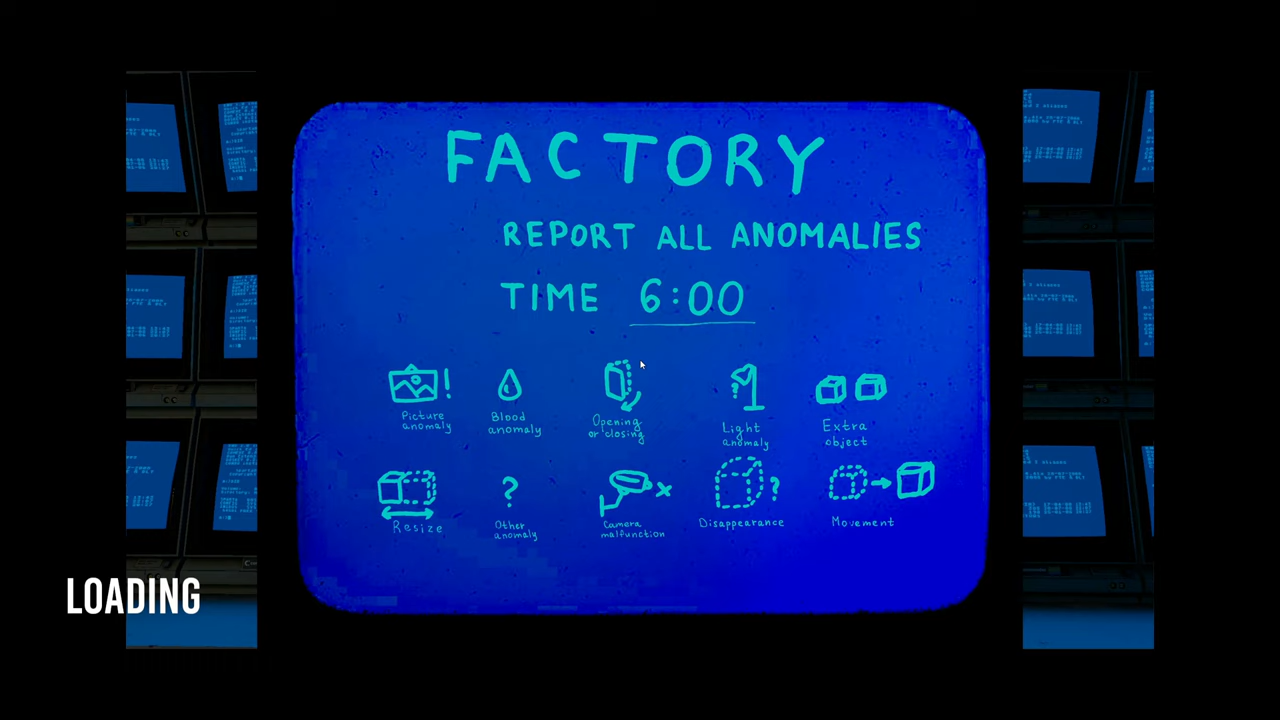 FACTORY
REPORT ALL ANOMALIES
TIME 6:00
Picture anomaly
Blood anomaly
Opening or closing
Light anomaly
Extra object
Resize
Other anomaly
Camera malfunction
Disappearance
Movement
LOADING